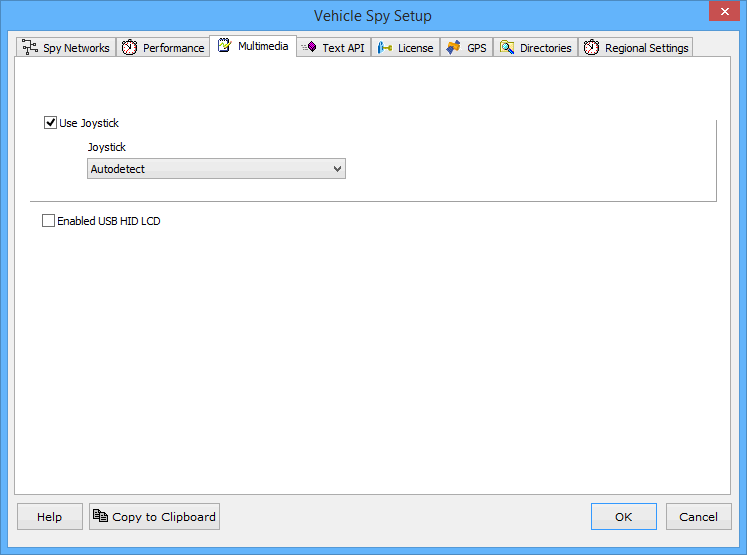 Vehicle Spy Setup
Spy Networks Performance Multimedia Text API License GPS Directories Regional Settings
Use Joystick
Joystick
Autodetect
Enabled USB HID LCD
Help Copy to Clipboard OK Cancel